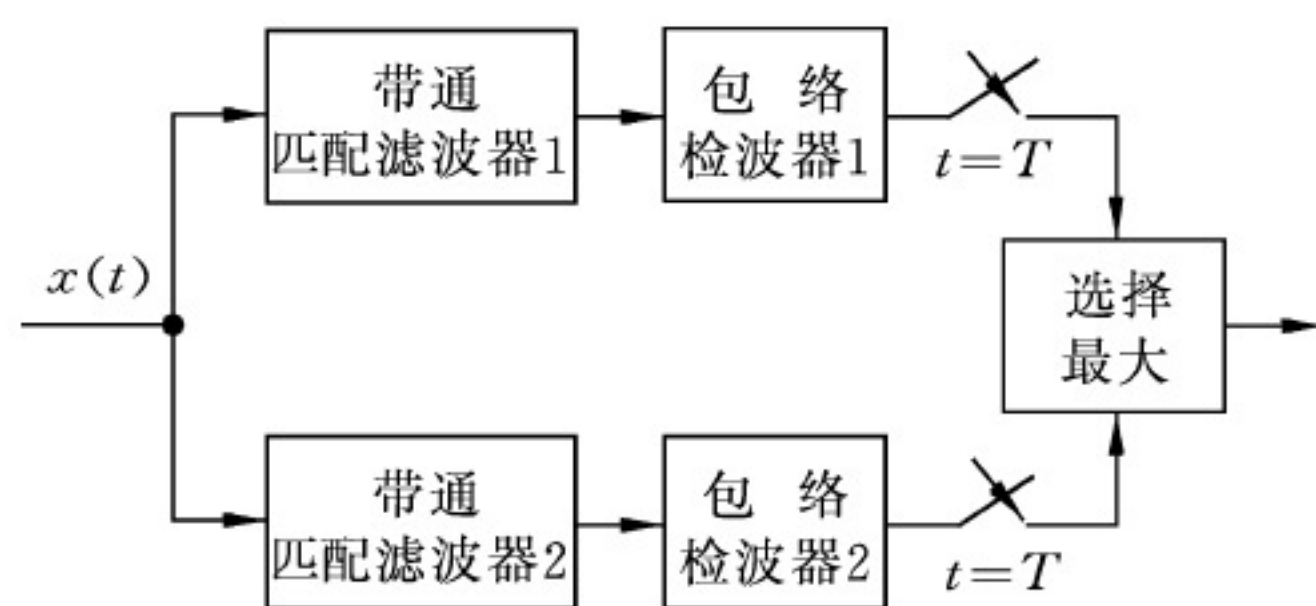 带通
匹配滤波器1
包 络
检波器1
t=T
x(t)
选择
最大
带通
匹配滤波器2
包 络
检波器2
t=T